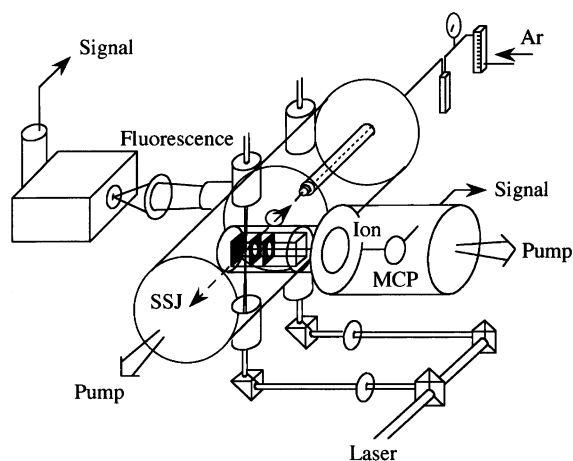 Signal
Ar
Fluorescence
Signal
Ion
Pump
MCP
SSJ
Pump
Laser